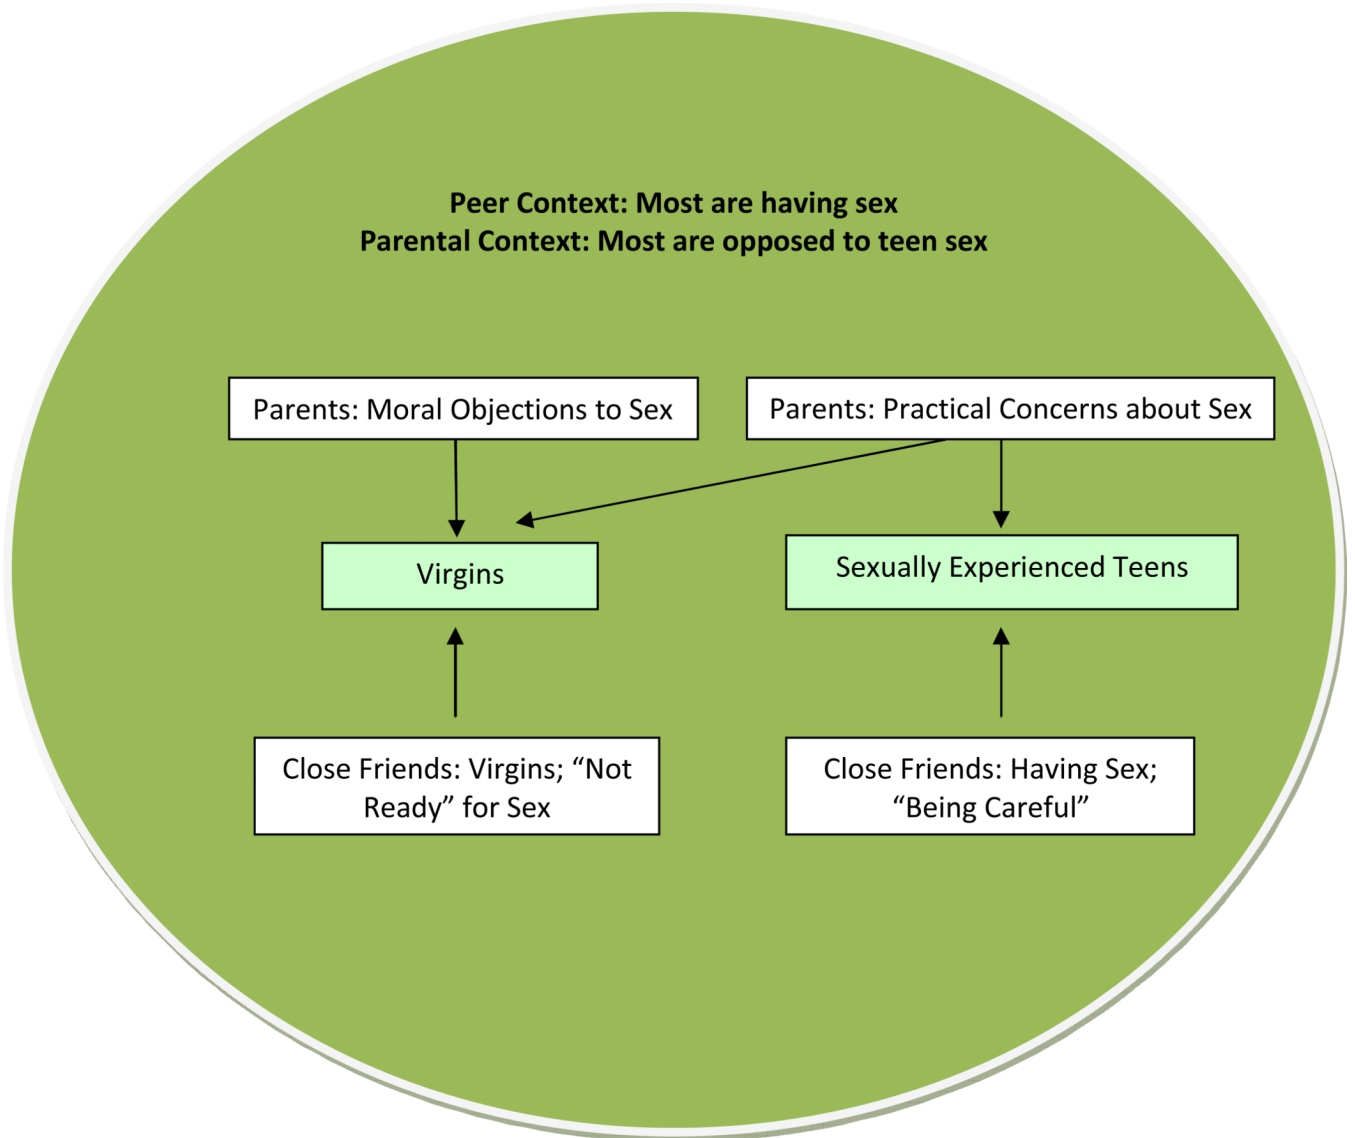 Peer Context: Most are having sex
Parental Context: Most are opposed to teen sex
Parents: Moral Objections to Sex
Parents: Practical Concerns about Sex
Virgins
Sexually Experienced Teens
Close Friends: Virgins; “Not
Ready” for Sex
Close Friends: Having Sex;
“Being Careful”